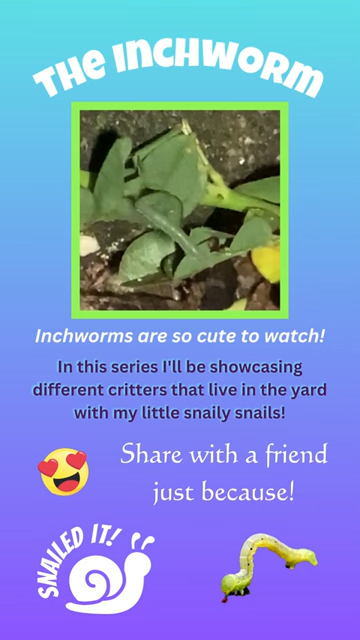 THE INCHWORM
Inchworms are so cute to watch!
In this series I'll be showcasing
different critters that live in the yard
with my little snaily snails!
Share with a friend
just because!
SNAILED IT!